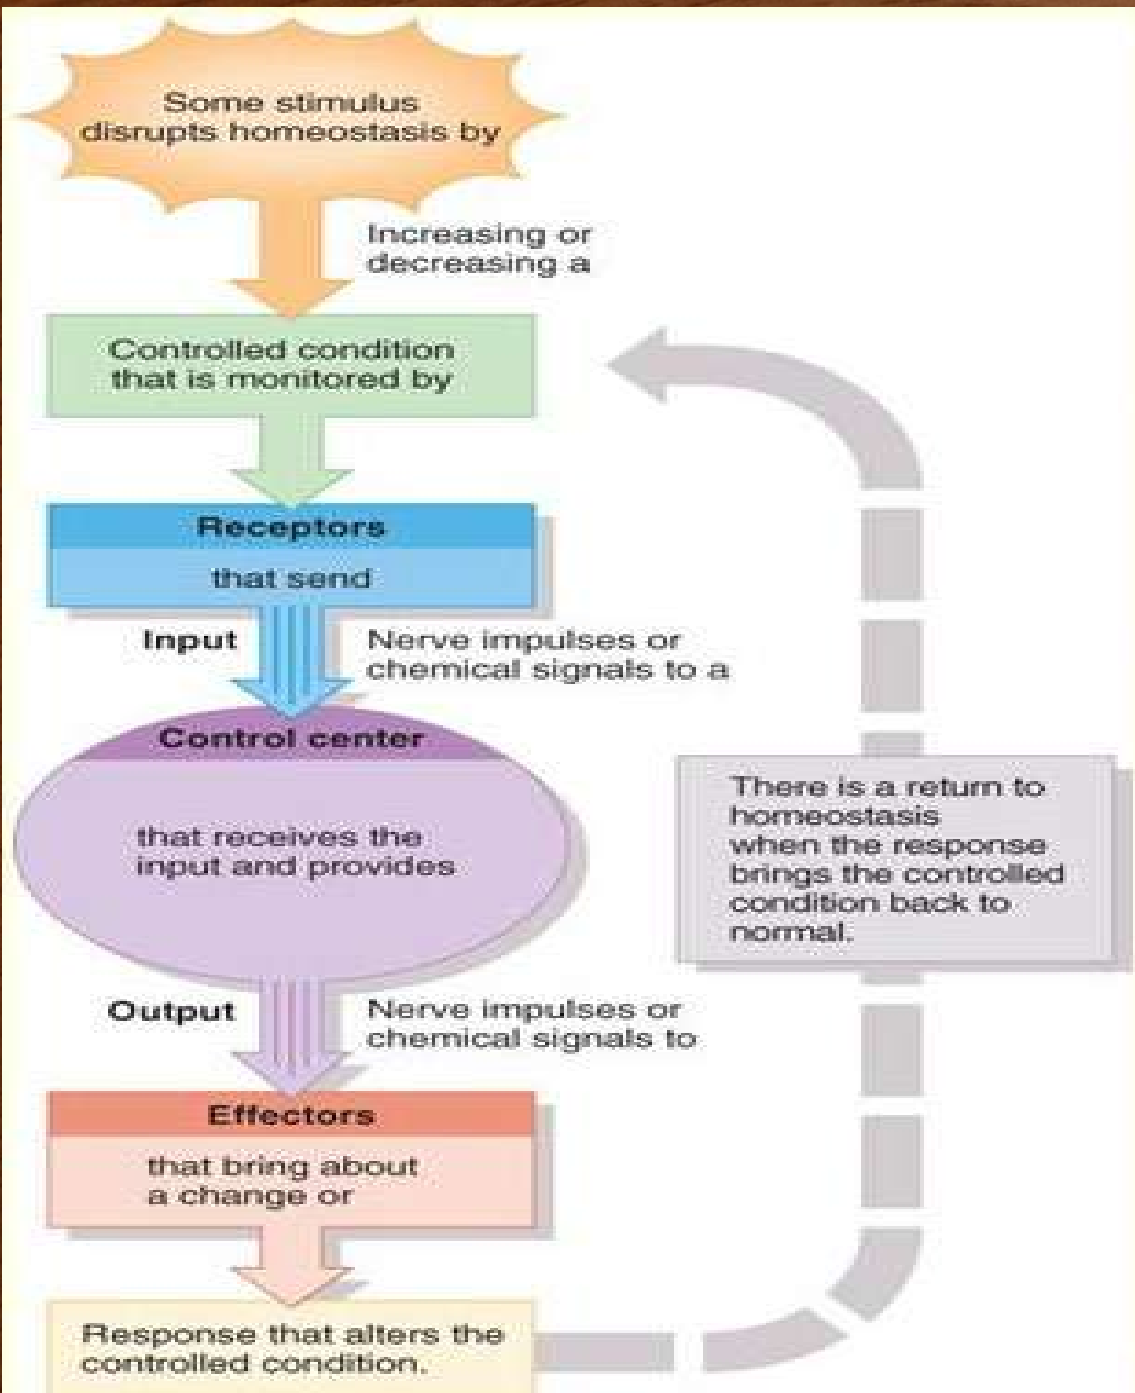 Some stimulus
disrupts homeostasis by
Increasing or
decreasing a
Controlled condition
that is monitored by
Receptors
that send
Input
Nerve impulses or
chemical signals to a
Control center
that receives the
input and provides
Output
Nerve impulses or
chemical signals to
Effectors
that bring about
a change or
Response that alters the
controlled condition.
There is a return to
homeostasis
when the response
brings the controlled
condition back to
normal.